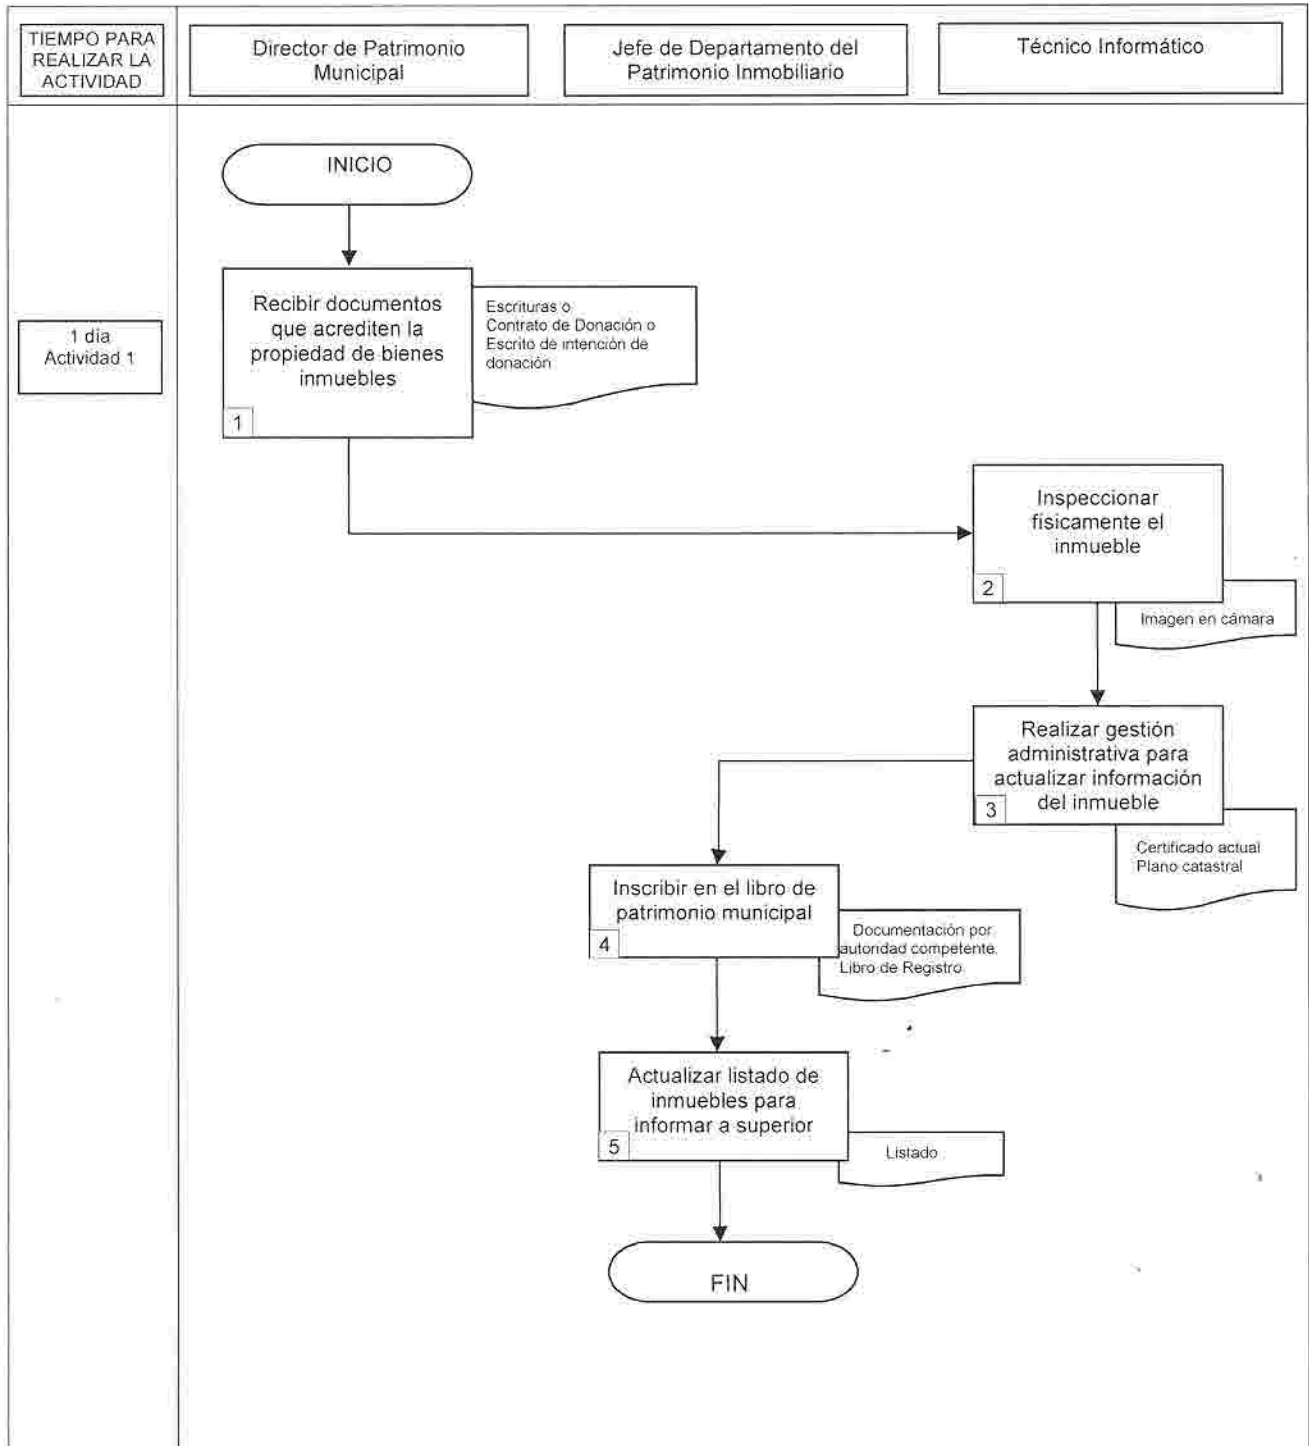 TIEMPO PARA
REALIZAR LA
ACTIVIDAD
Director de Patrimonio
Municipal
Jefe de Departamento del
Patrimonio Inmobiliario
Técnico Informático
INICIO
1 día
Actividad 1
Recibir documentos
que acrediten la
propiedad de bienes
inmuebles
1
Escrituras o
Contrato de Donación o
Escrito de intención de
donación
Inspeccionar
físicamente el
inmueble
2
Imagen en cámara
Realizar gestión
administrativa para
actualizar información
del inmueble
3
Certificado actual
Plano catastral
Inscribir en el libro de
patrimonio municipal
4
Documentación por
autoridad competente.
Libro de Registro
Actualizar listado de
inmuebles para
informar a superior
5
Listado
FIN